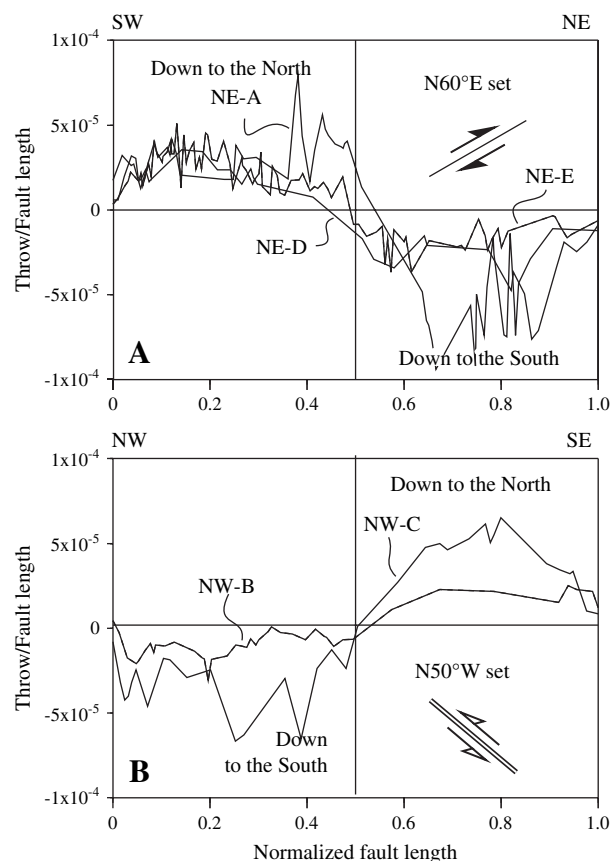 SW NE
1x10-4
Down to the North
N60°E set
NE-A
5x10-5
NE-E
0
NE-D
-5x10-5
A
Down to the South
-1x10-4
0 0.2 0.4 0.6 0.8 1.0
Throw/Fault length
NW SE
1x10-4
Down to the North
5x10-5
NW-C
NW-B
0
N50°W set
-5x10-5
Down
to the South
B
-1x10-4
0 0.2 0.4 0.6 0.8 1.0
Throw/Fault length
Normalized fault length